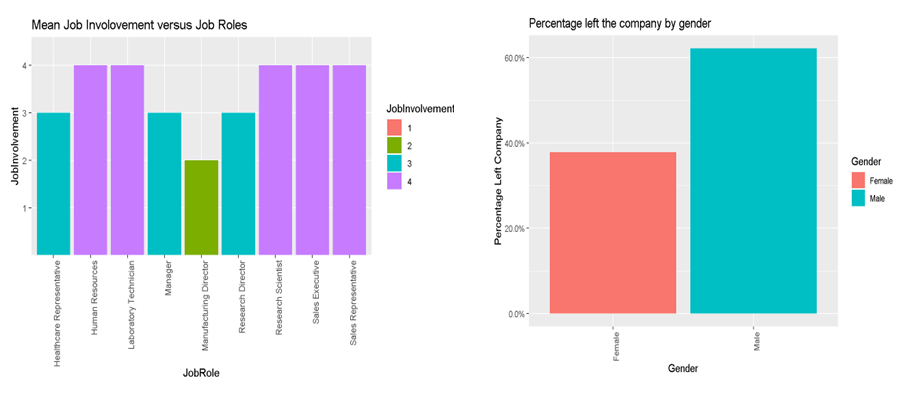 Mean Job Involovement versus Job Roles
JobInvolvement
4
3
2
1
Healthcare Representative
Human Resources
Laboratory Technician
Manager
Manufacturing Director
Research Director
Research Scientist
Sales Executive
Sales Representative
JobRole
JobInvolvement
1
2
3
4
Percentage left the company by gender
Percentage Left Company
60.0%
40.0%
20.0%
0.0%
Female
Male
Gender
Gender
Female
Male